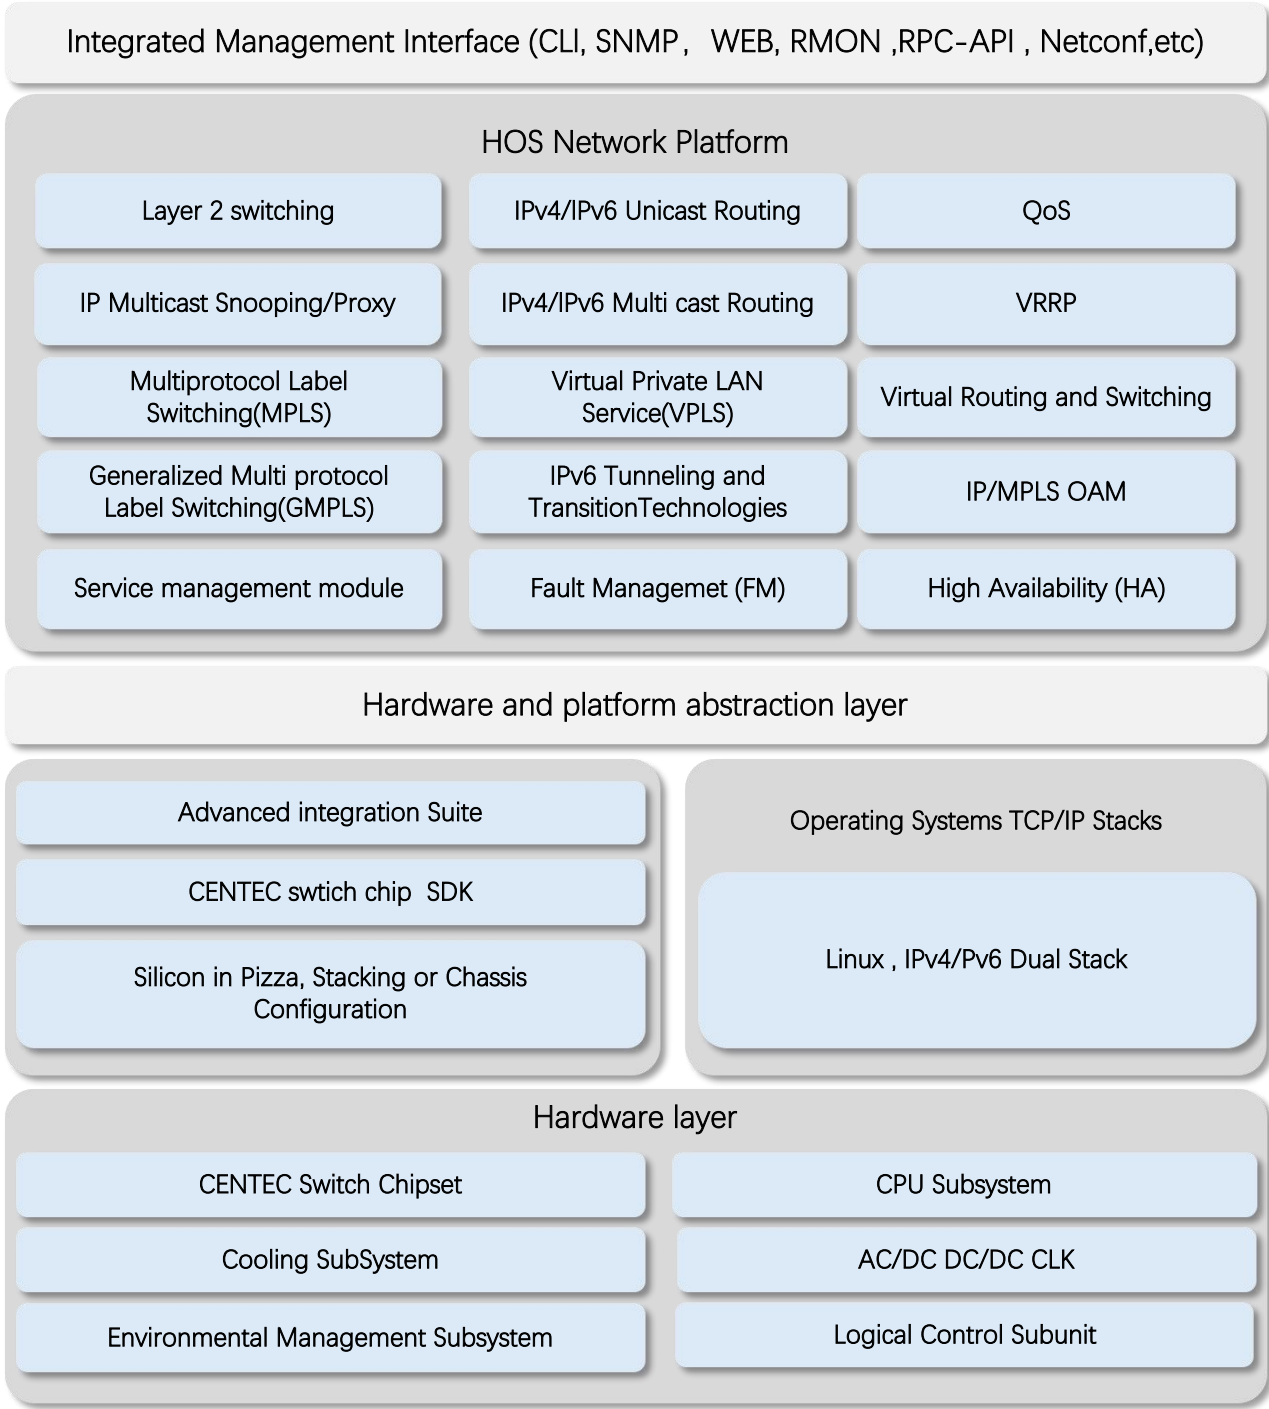 Integrated Management Interface (CLI, SNMP, WEB, RMON ,RPC-API , Netconf,etc)
HOS Network Platform
Layer 2 switching
IPv4/IPv6 Unicast Routing
QoS
IP Multicast Snooping/Proxy
IPv4/IPv6 Multi cast Routing
VRRP
Multiprotocol Label
Switching(MPLS)
Virtual Private LAN
Service(VPLS)
Virtual Routing and Switching
Generalized Multi protocol
Label Switching(GMPLS)
IPv6 Tunneling and
TransitionTechnologies
IP/MPLS OAM
Service management module
Fault Managemet (FM)
High Availability (HA)
Hardware and platform abstraction layer
Advanced integration Suite
CENTEC swtich chip SDK
Silicon in Pizza, Stacking or Chassis
Configuration
Operating Systems TCP/IP Stacks
Linux , IPv4/Pv6 Dual Stack
Hardware layer
CENTEC Switch Chipset
CPU Subsystem
Cooling SubSystem
AC/DC DC/DC CLK
Environmental Management Subsystem
Logical Control Subunit